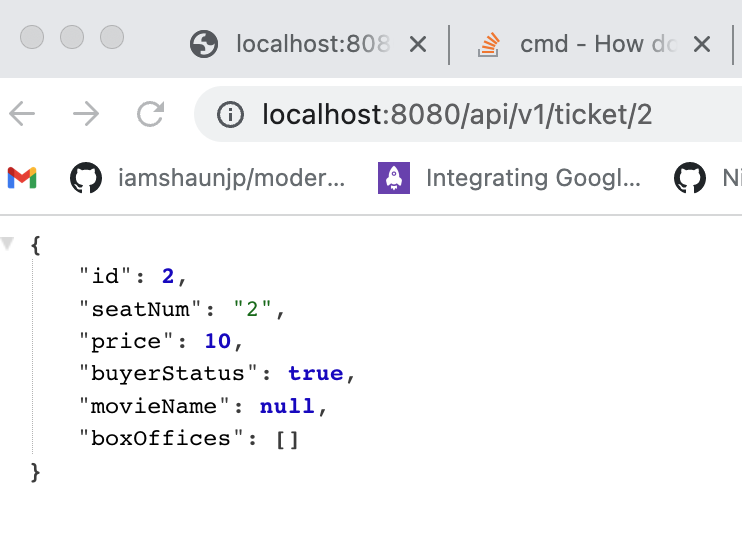 localhost:808
cmd - How do
localhost:8080/api/v1/ticket/2
iamshaunjp/moder...
Integrating Googl...
Ni
{
"id": 2,
"seatNum": "2",
"price": 10,
"buyerStatus": true,
"movieName": null,
"boxOffices": []
}